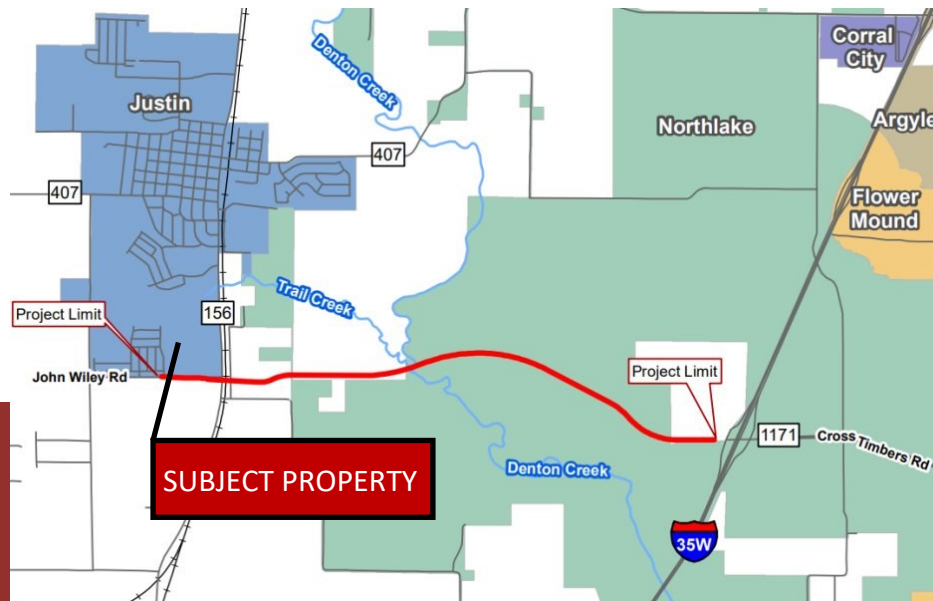 Denton Creek
Corral
City
Justin
Northlake
Argyle
407
407
Flower
Mound
Trail Creek
156
Project Limit
Project Limit
John Wiley Rd
1171
Cross Timbers Rd
SUBJECT PROPERTY
Denton Creek
35W